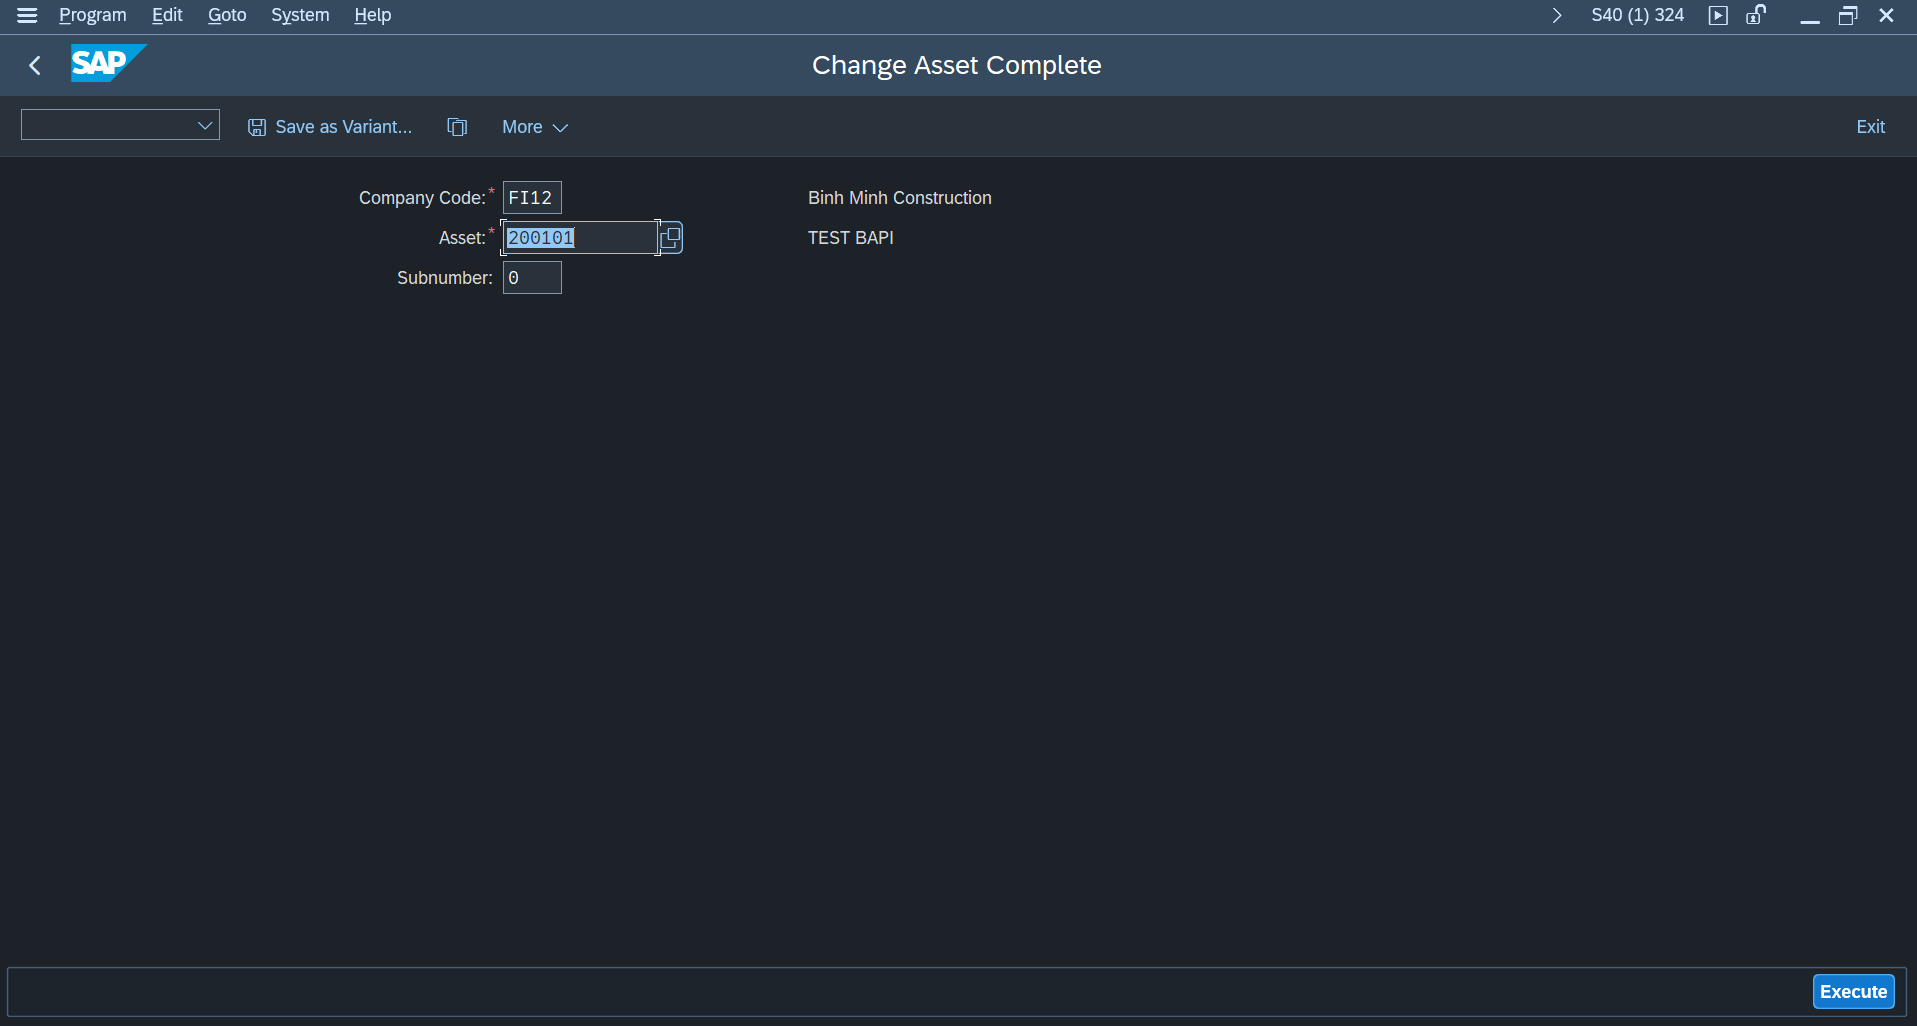 Program Edit Goto System Help S40 (1) 324
SAP Change Asset Complete
Save as Variant... More Exit
Company Code:* FI12 Binh Minh Construction
Asset:* 200101 TEST BAPI
Subnumber: 0
Execute